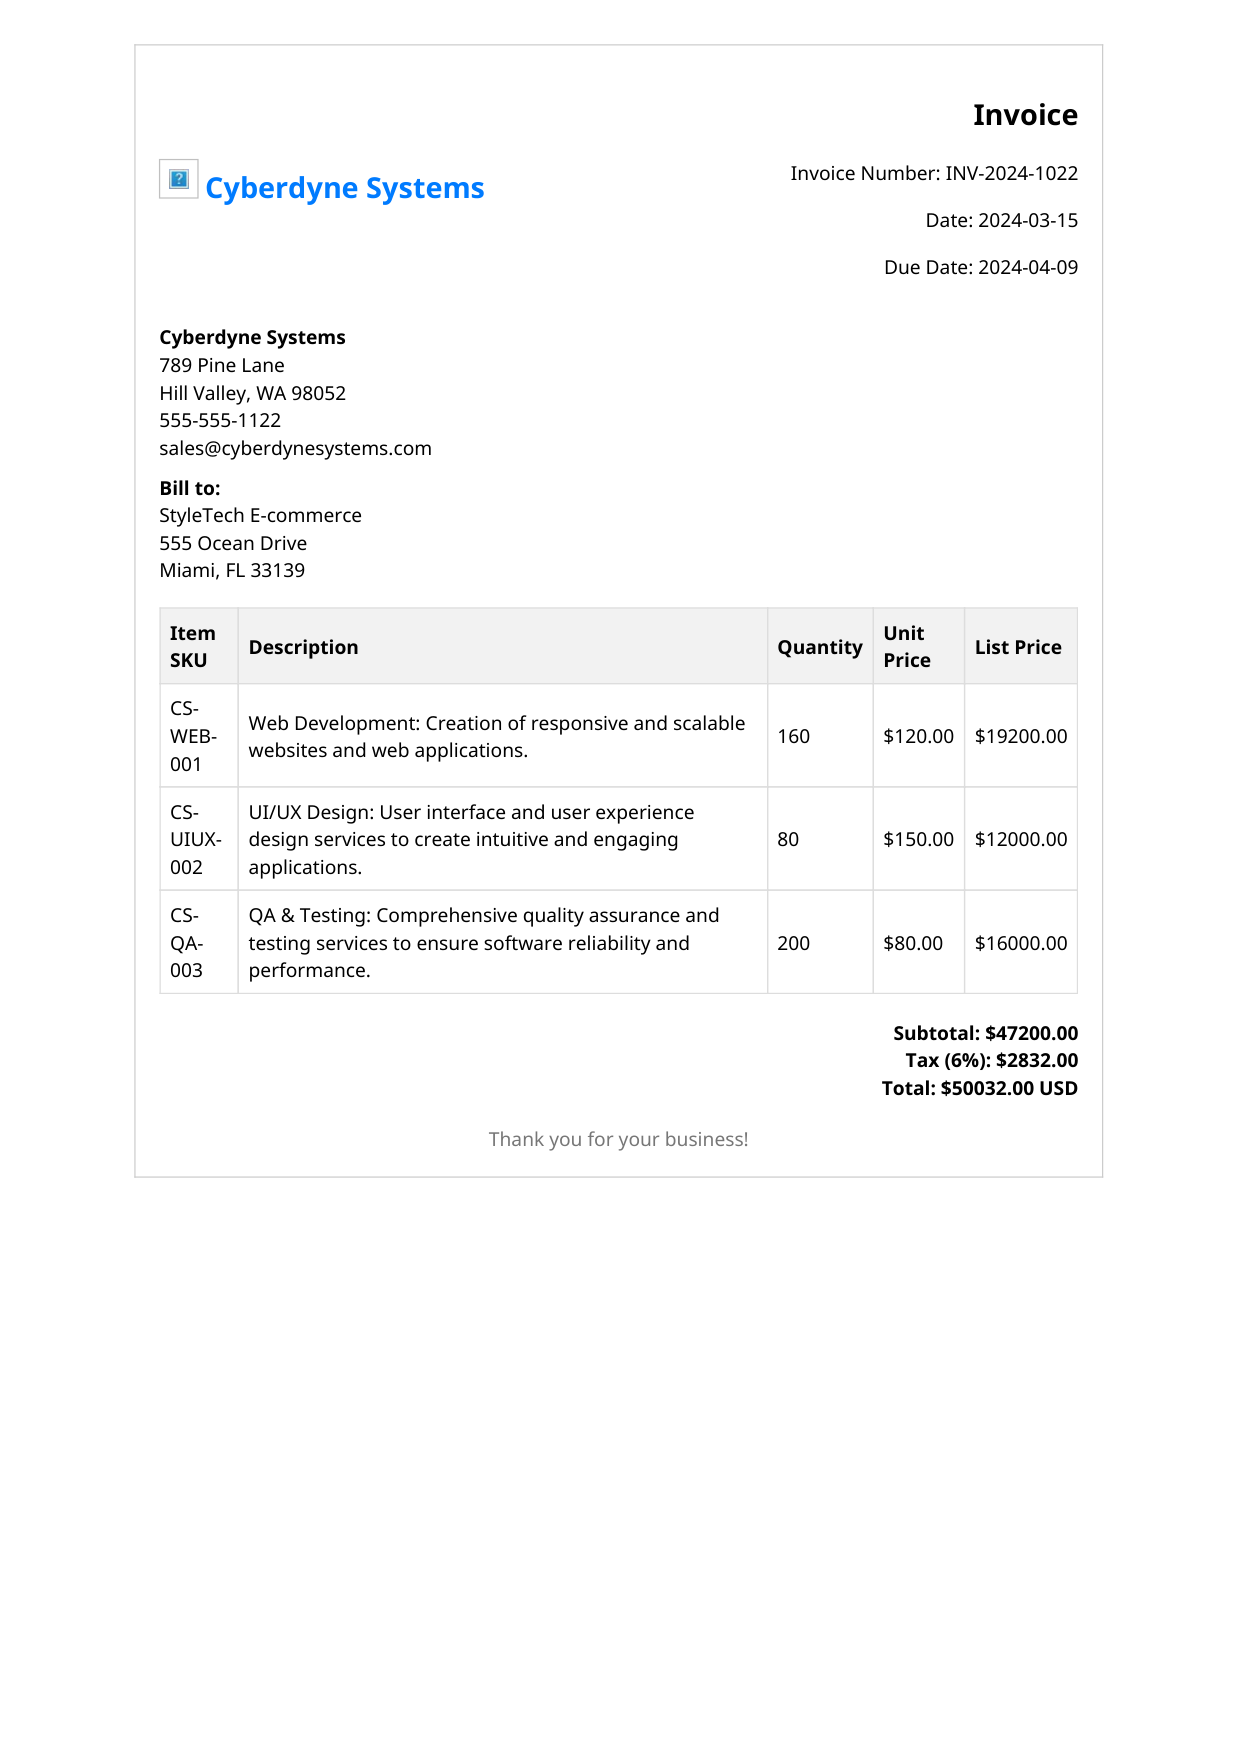 Invoice
Cyberdyne Systems
Invoice Number: INV-2024-1022
Date: 2024-03-15
Due Date: 2024-04-09
Cyberdyne Systems
789 Pine Lane
Hill Valley, WA 98052
555-555-1122
sales@cyberdynesystems.com
Bill to:
StyleTech E-commerce
555 Ocean Drive
Miami, FL 33139
Item SKU Description Quantity Unit Price List Price
CS-WEB-001 Web Development: Creation of responsive and scalable websites and web applications. 160 $120.00 $19200.00
CS-UIUX-002 UI/UX Design: User interface and user experience design services to create intuitive and engaging applications. 80 $150.00 $12000.00
CS-QA-003 QA & Testing: Comprehensive quality assurance and testing services to ensure software reliability and performance. 200 $80.00 $16000.00
Subtotal: $47200.00
Tax (6%): $2832.00
Total: $50032.00 USD
Thank you for your business!